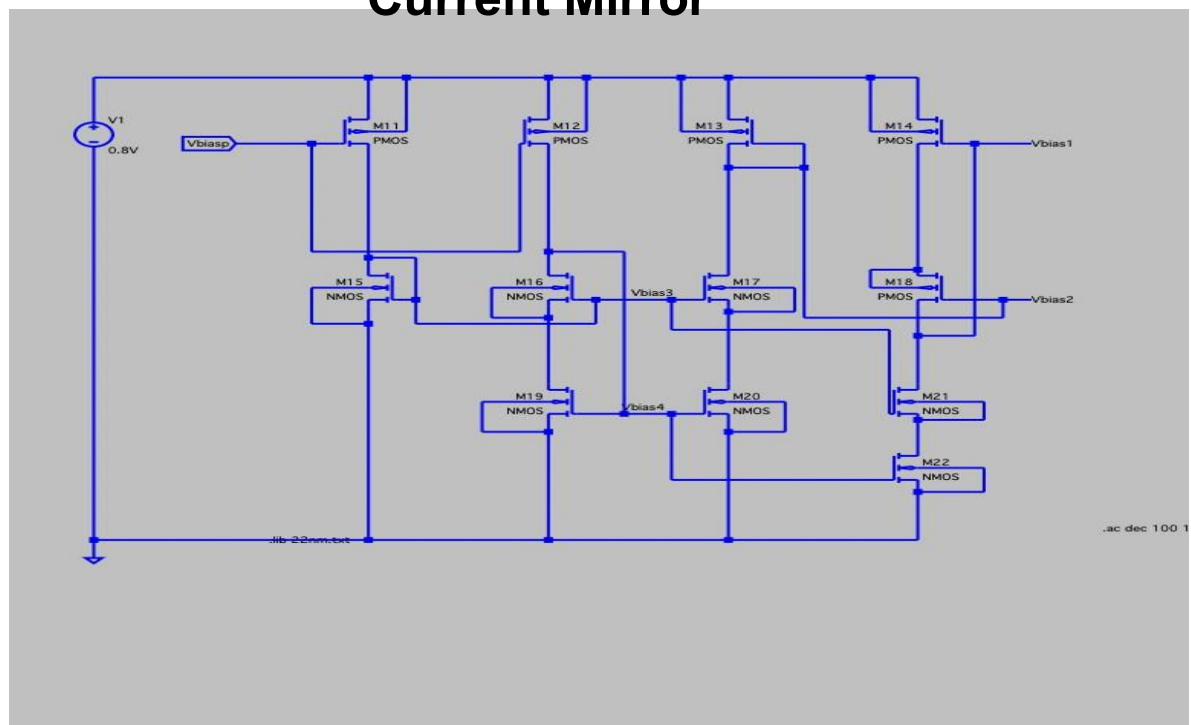 Current Mirror
V1
0.8V
Vbiasp
M11
PMOS
M12
PMOS
M13
PMOS
M14
PMOS
Vbias1
M15
NMOS
M16
NMOS
Vbias3
M17
NMOS
M18
PMOS
Vbias2
M19
NMOS
Vbias4
M20
NMOS
M21
NMOS
M22
NMOS
.lib 22nm.txt
.ac dec 100 1